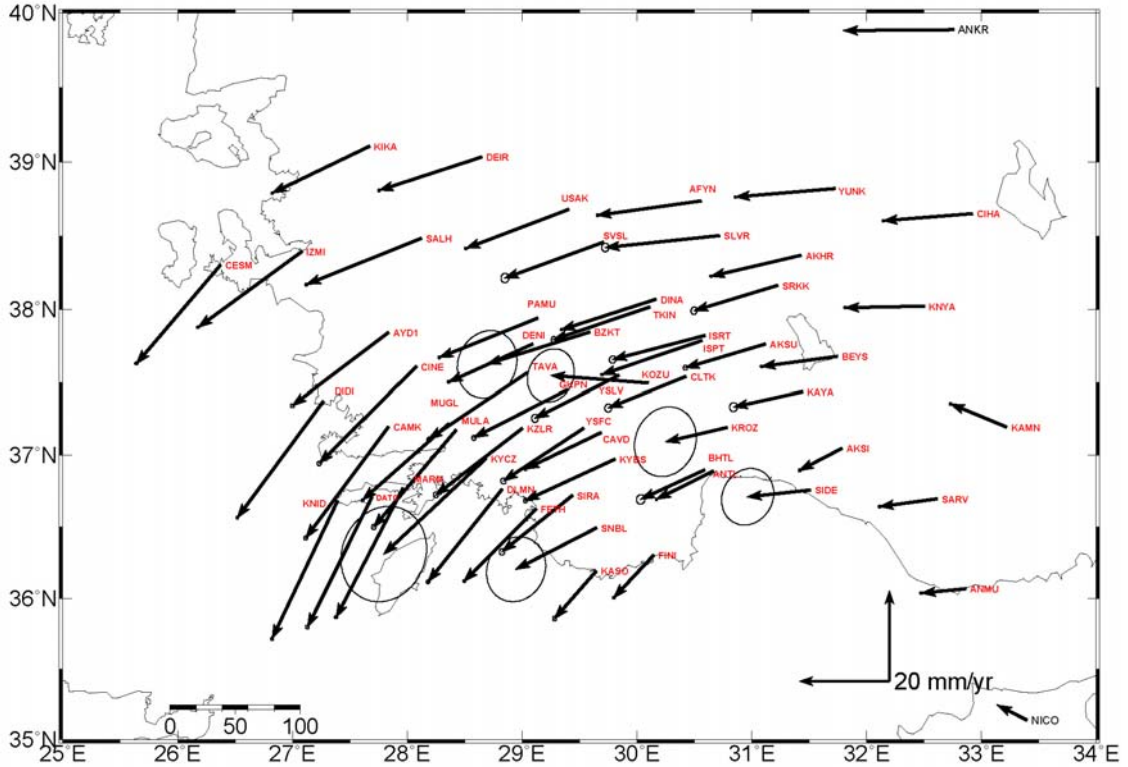 40°N
ANKR
KIKA
DEIR
39°N
USAK
AFYN
YUNK
CIHA
SALH
SVSL
SLVR
IZMI
CESM
AKHR
SRKK
38°N
PAMU
DINA
TKIN
KNYA
AYD1
DENI
BZKT
ISRT
ISPT
AKSU
BEYS
CINE
TAVA
KOZU
CLTK
DIDI
YSLV
KAYA
MUGL
CAMK
MULA
KZLR
YSFC
KROZ
KAMN
37°N
CAVD
AKSI
KYCZ
KYBS
BHTL
ANTL
MARM
DLMN
SIRA
SIDE
SARV
KNID
DAT0
FETH
SNBL
FINI
KASO
36°N
ANMU
20 mm/yr
NICO
0 50 100
35°N
25°E 26°E 27°E 28°E 29°E 30°E 31°E 32°E 33°E 34°E